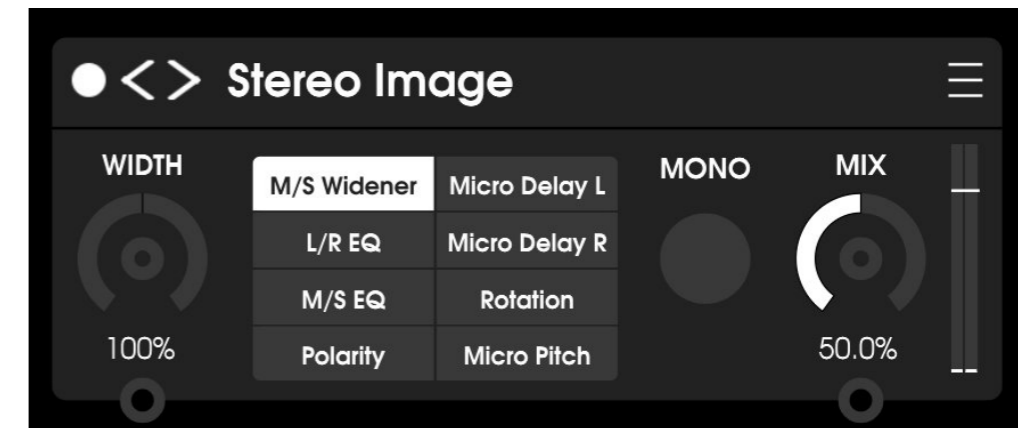 Stereo Image
WIDTH
100%
M/S Widener
Micro Delay L
L/R EQ
Micro Delay R
M/S EQ
Rotation
Polarity
Micro Pitch
MONO
MIX
50.0%